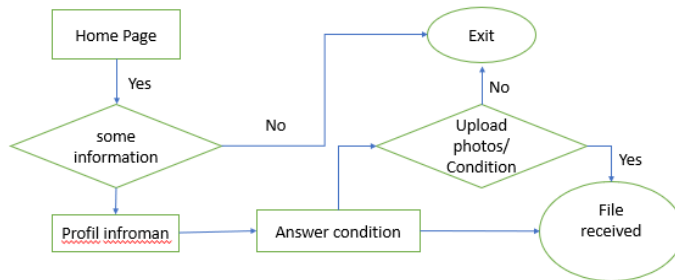 Home Page
Exit
Yes
No
No
some
information
Upload
photos/
Condition
Yes
Profil infroman
Answer condition
File
received